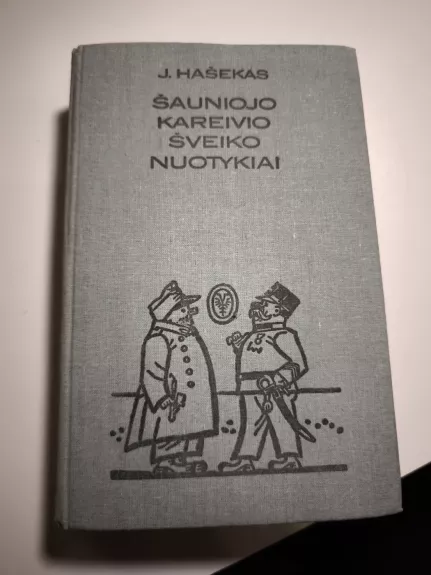 J. HAŠEKAS
ŠAUNIOJO
KAREIVIO
ŠVEIKO
NUOTYKIAI